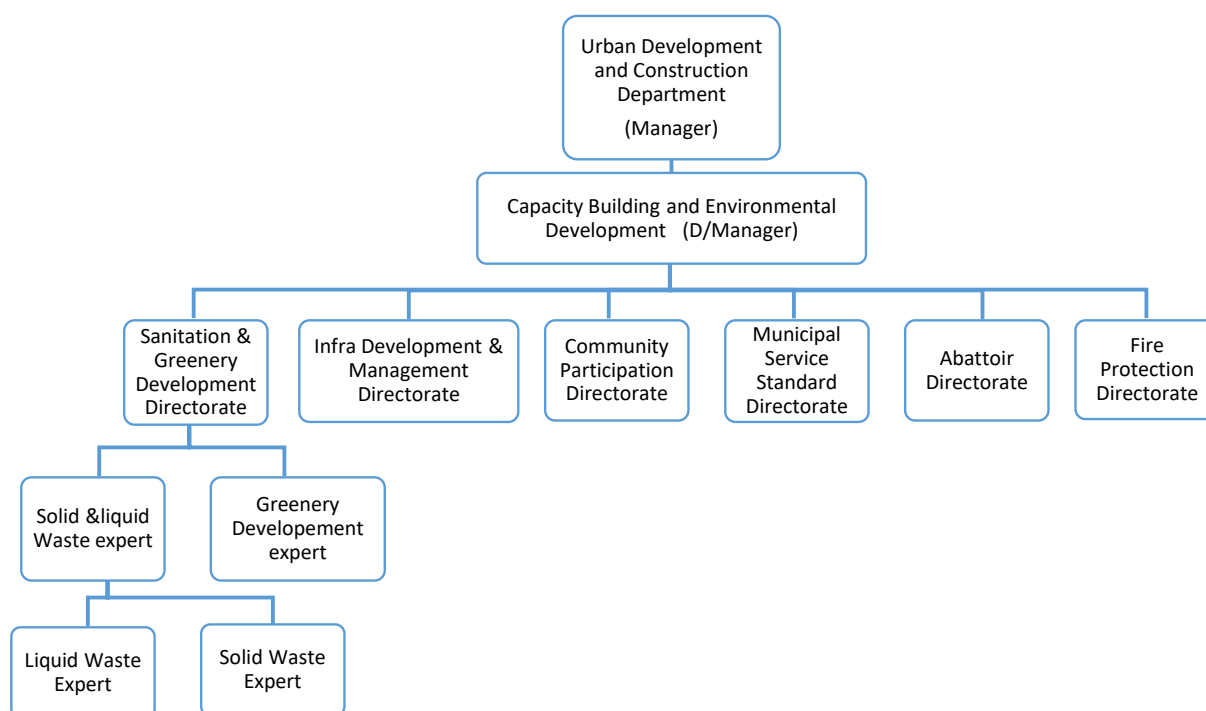 Urban Development
and Construction
Department
(Manager)
Capacity Building and Environmental
Development (D/Manager)
Sanitation &
Greenery
Development
Directorate
Infra Development &
Management
Directorate
Community
Participation
Directorate
Municipal
Service
Standard
Directorate
Abattoir
Directorate
Fire
Protection
Directorate
Solid &liquid
Waste expert
Greenery
Developement
expert
Liquid Waste
Expert
Solid Waste
Expert